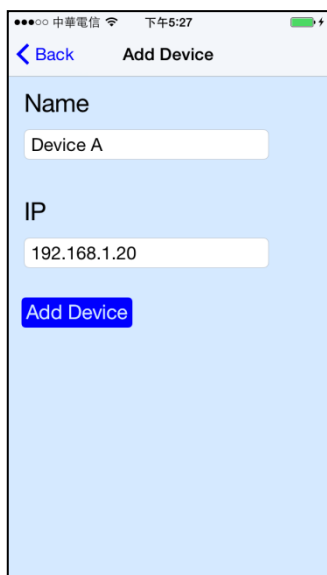 中華電信 下午5:27
Back Add Device
Name
Device A
IP
192.168.1.20
Add Device